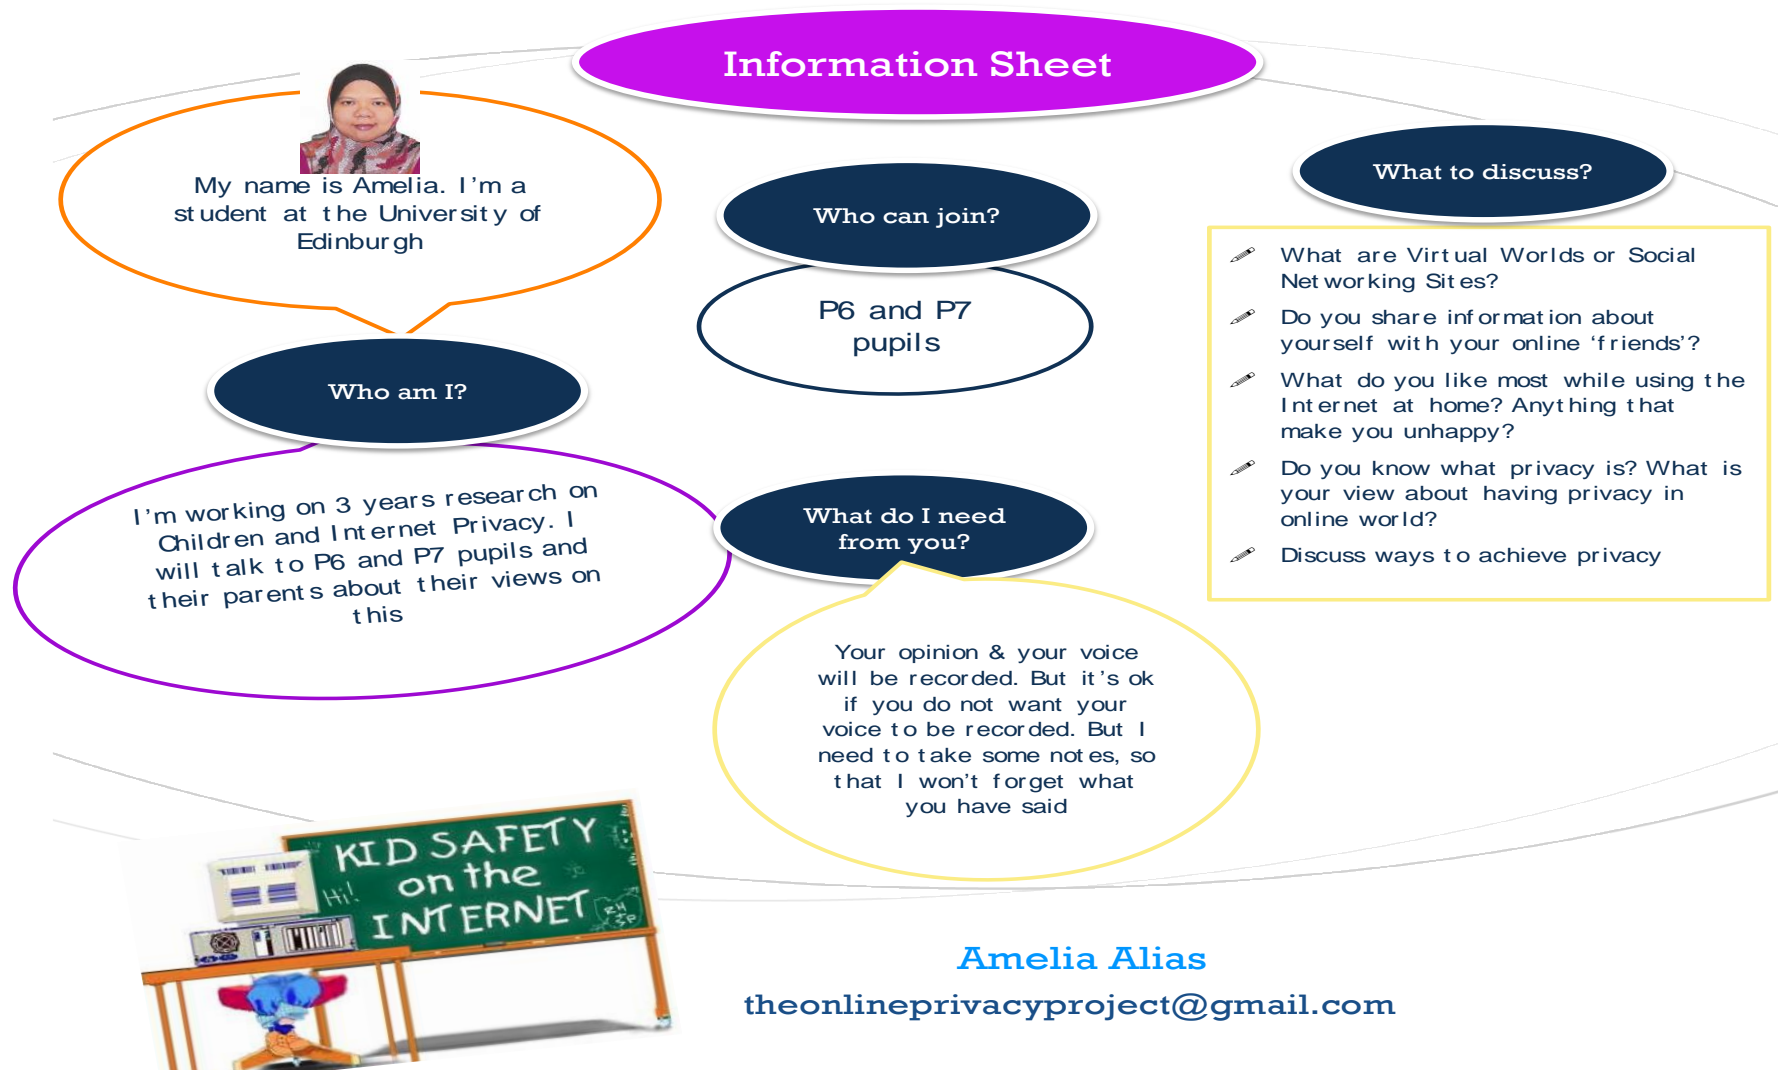 Information Sheet
My name is Amelia. I'm a
student at the University of
Edinburgh
Who am I?
I'm working on 3 years research on
Children and Internet Privacy. I
will talk to P6 and P7 pupils and
their parents about their views on
this
Who can join?
P6 and P7
pupils
What do I need
from you?
Your opinion & your voice
will be recorded. But it's ok
if you do not want your
voice to be recorded. But I
need to take some notes, so
that I won't forget what
you have said
What to discuss?
What are Virtual Worlds or Social
Networking Sites?
Do you share information about
yourself with your online ‘friends’?
What do you like most while using the
Internet at home? Anything that
make you unhappy?
Do you know what privacy is? What is
your view about having privacy in
online world?
Discuss ways to achieve privacy
KID SAFETY
on the
INTERNET
Hi!
RH
+
SP
Amelia Alias
theonlineprivacyproject@gmail.com